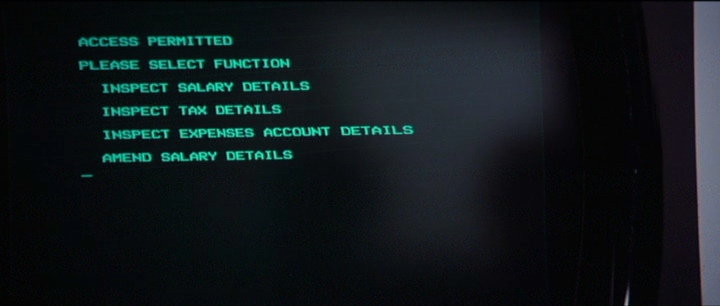 ACCESS PERMITTED
PLEASE SELECT FUNCTION
INSPECT SALARY DETAILS
INSPECT TAX DETAILS
INSPECT EXPENSES ACCOUNT DETAILS
AMEND SALARY DETAILS
_